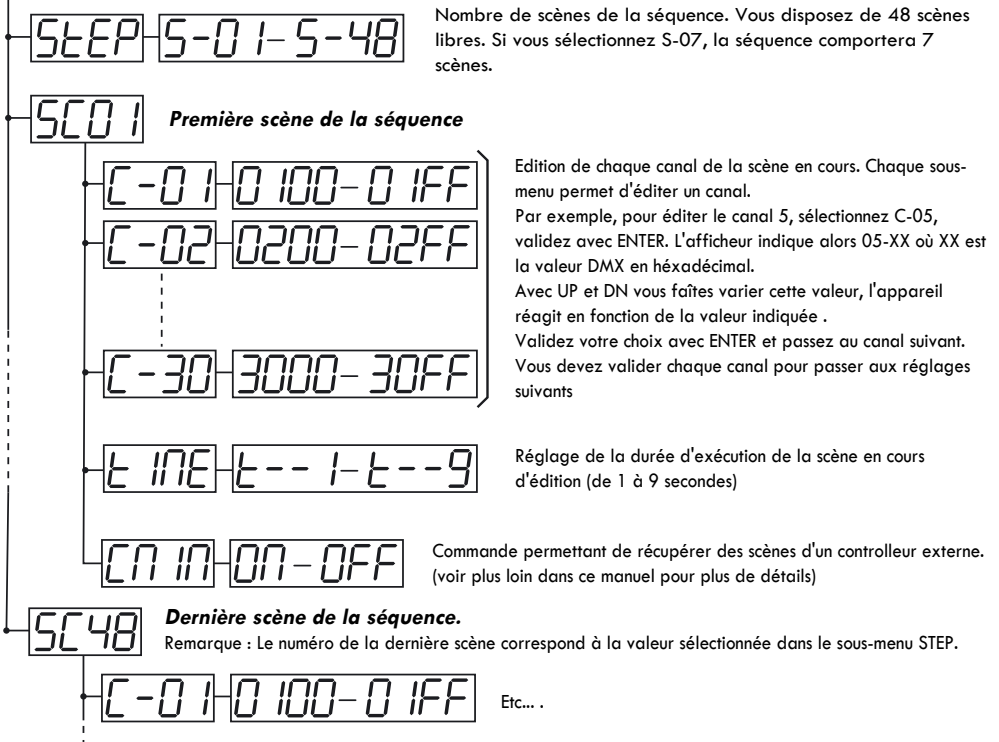 StEP S-01-S-48 Nombre de scènes de la séquence. Vous disposez de 48 scènes
libres. Si vous sélectionnez S-07, la séquence comportera 7
scènes.
SC01 Première scène de la séquence
C-01 0100-01FF Edition de chaque canal de la scène en cours. Chaque sous-
menu permet d'éditer un canal.
Par exemple, pour éditer le canal 5, sélectionnez C-05,
C-02 0200-02FF validez avec ENTER. L'afficheur indique alors 05-XX où XX est
la valeur DMX en héxadécimal.
Avec UP et DN vous faîtes varier cette valeur, l'appareil
réagit en fonction de la valeur indiquée .
Validez votre choix avec ENTER et passez au canal suivant.
C-30 3000-30FF Vous devez valider chaque canal pour passer aux réglages
suivants
tIME t--1-t--9 Réglage de la durée d'exécution de la scène en cours
d'édition (de 1 à 9 secondes)
CMIN ON-OFF Commande permettant de récupérer des scènes d'un controlleur externe.
(voir plus loin dans ce manuel pour plus de détails)
SC48 Dernière scène de la séquence.
Remarque : Le numéro de la dernière scène correspond à la valeur sélectionnée dans le sous-menu STEP.
C-01 0100-01FF Etc... .